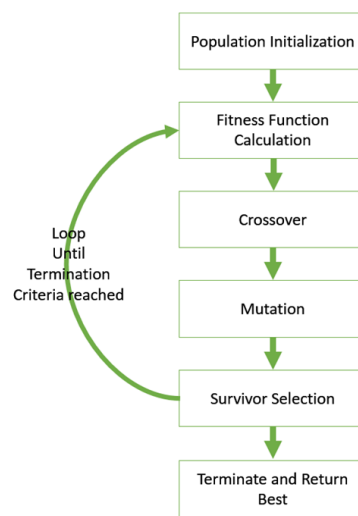 Population Initialization
Fitness Function
Calculation
Crossover
Loop
Until
Termination
Criteria reached
Mutation
Survivor Selection
Terminate and Return
Best